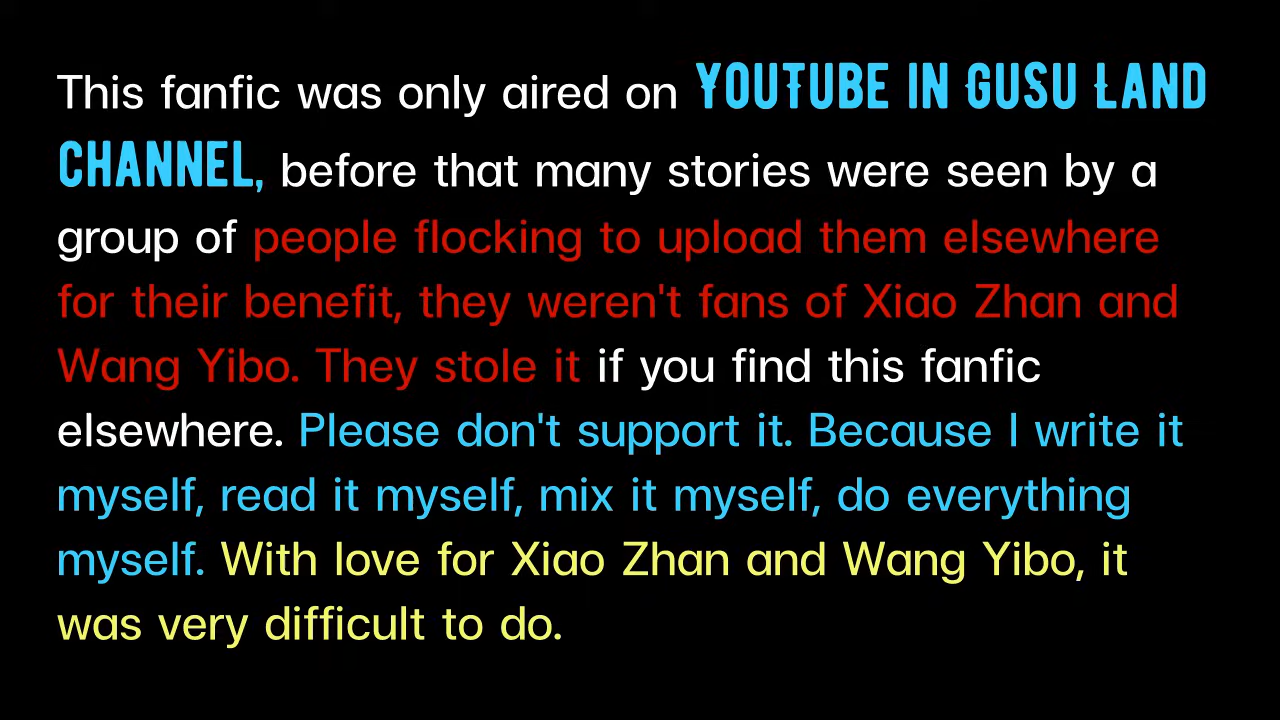 This fanfic was only aired on YOUTUBE IN GUSU LAND
CHANNEL, before that many stories were seen by a
group of people flocking to upload them elsewhere
for their benefit, they weren't fans of Xiao Zhan and
Wang Yibo. They stole it if you find this fanfic
elsewhere. Please don't support it. Because I write it
myself, read it myself, mix it myself, do everything
myself. With love for Xiao Zhan and Wang Yibo, it
was very difficult to do.